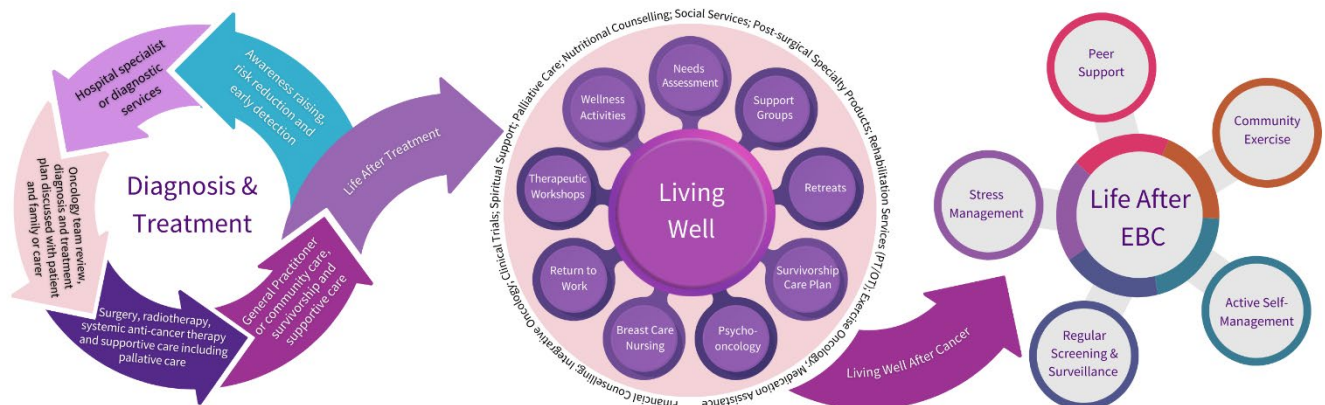 Awareness raising,
risk reduction and
early detection
Hospital specialist
or diagnostic
services
Oncology team review,
diagnosis and treatment
plan discussed with patient
and family or carer
Surgery, radiotherapy,
systemic anti-cancer therapy
and supportive care including
pallative care
General Practitioner
or community care,
survivorship and
supportive care
Diagnosis &
Treatment
Life After Treatment
Financial Counselling; Integrative Oncology; Clinical Trials; Spiritual Support; Palliative Care; Nutritional Counselling; Social Services; Post-surgical Specialty Products; Rehabilitation Services (PT/OT); Exercise Oncology; Medication Assistance
Needs
Assessment
Support
Groups
Retreats
Survivorship
Care Plan
Psycho-
oncology
Breast Care
Nursing
Return to
Work
Therapeutic
Workshops
Wellness
Activities
Living
Well
Living Well After Cancer
Peer
Support
Community
Exercise
Active Self-
Management
Regular
Screening &
Surveillance
Stress
Management
Life After
EBC